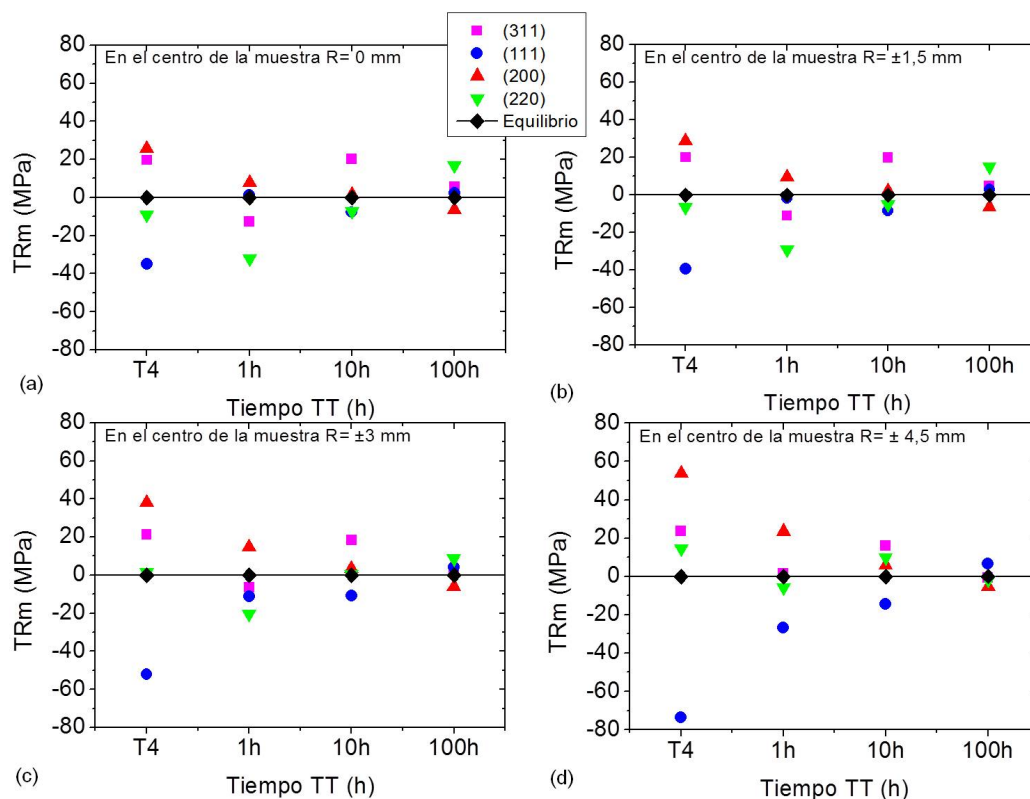 (311)
(111)
(200)
(220)
Equilibrio
En el centro de la muestra R= 0 mm
80
60
40
20
0
-20
-40
-60
-80
TRm (MPa)
T4 1h 10h 100h
Tiempo TT (h)
(a)
En el centro de la muestra R= ±1,5 mm
80
60
40
20
0
-20
-40
-60
-80
TRm (MPa)
T4 1h 10h 100h
Tiempo TT (h)
(b)
En el centro de la muestra R= ±3 mm
80
60
40
20
0
-20
-40
-60
-80
TRm (MPa)
T4 1h 10h 100h
Tiempo TT (h)
(c)
En el centro de la muestra R= ± 4,5 mm
80
60
40
20
0
-20
-40
-60
-80
TRm (MPa)
T4 1h 10h 100h
Tiempo TT (h)
(d)